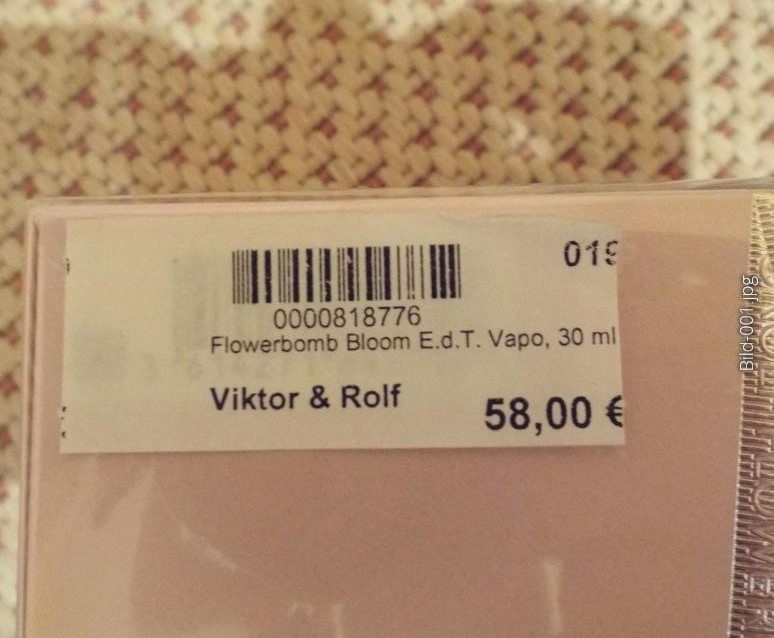 019
0000818776
Flowerbomb Bloom E.d.T. Vapo, 30 ml
Viktor & Rolf
58,00 €
Bild-001.jpg